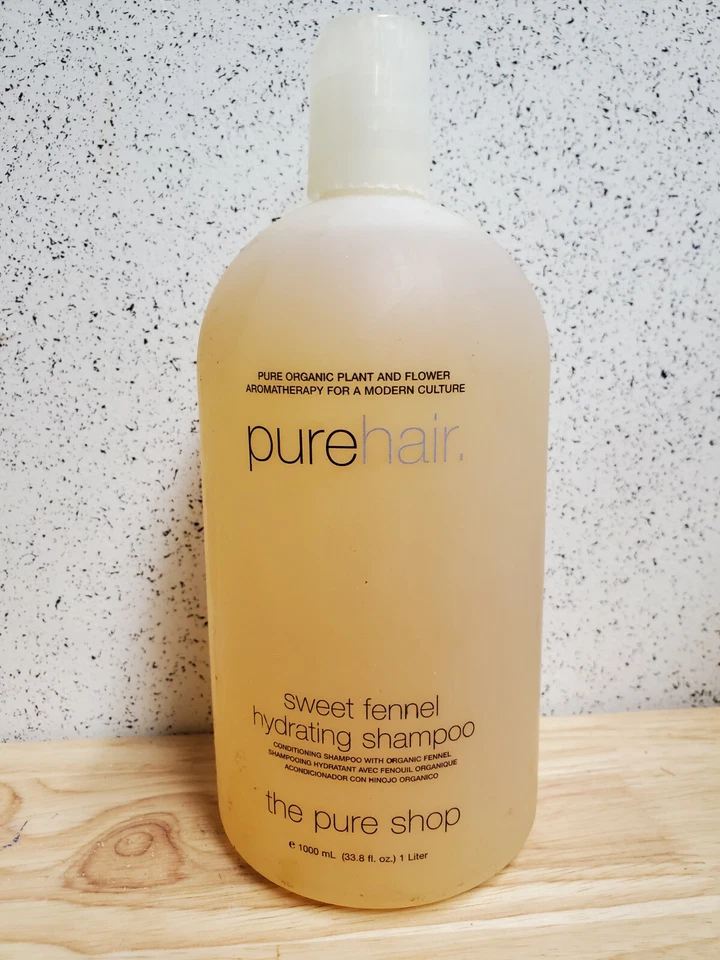 PURE ORGANIC PLANT AND FLOWER
AROMATHERAPY FOR A MODERN CULTURE
purehair.
sweet fennel
hydrating shampoo
CONDITIONING SHAMPOO WITH ORGANIC FENNEL
SHAMPOOING HYDRATANT AVEC FENOUIL ORGANIQUE
ACONDICIONADOR CON HINOJO ORGANICO
the pure shop
e 1000 mL (33.8 fl. oz.) 1 Liter